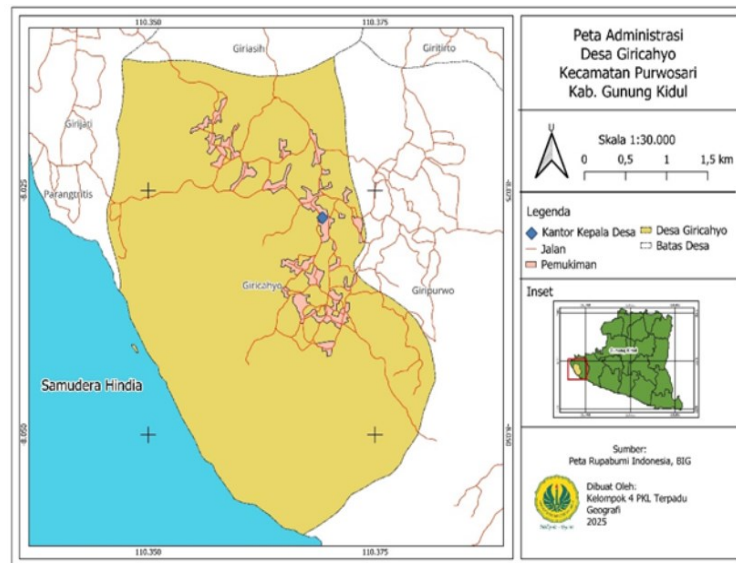 110.350
110.375
Giriasih
Giritirto
Girijati
Parangtritis
-8.025
-8.025
Giricahyo
Giripurwo
Samudera Hindia
-8.050
-8.050
110.350
110.375
Peta Administrasi
Desa Giricahyo
Kecamatan Purwosari
Kab. Gunung Kidul
U
Skala 1:30.000
0 0,5 1 1,5 km
Legenda
Kantor Kepala Desa
Jalan
Pemukiman
Desa Giricahyo
Batas Desa
Inset
Sumber:
Peta Rupabumi Indonesia, BIG
Dibuat Oleh:
Kelompok 4 PKL Terpadu
Geografi
2025